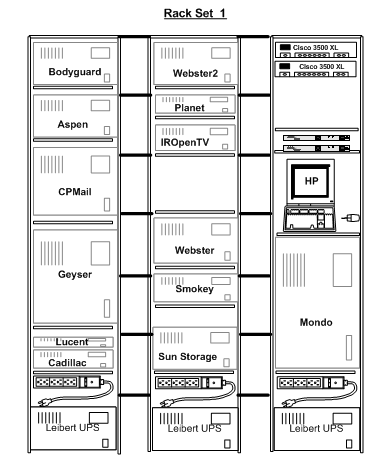 Rack Set 1
Bodyguard
Aspen
CPMail
Geyser
Lucent
Cadillac
Leibert UPS
Webster2
Planet
IROpenTV
Webster
Smokey
Sun Storage
Leibert UPS
Cisco 3500 XL
Cisco 3500 XL
HP
Mondo
Leibert UPS